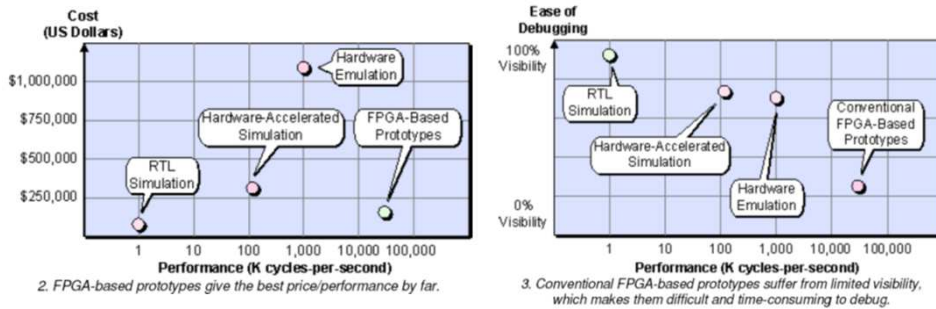 Cost
(US Dollars)
$1,000,000
$750,000
$500,000
$250,000
Hardware
Emulation
Hardware-Accelerated
Simulation
FPGA-Based
Prototypes
RTL
Simulation
1 10 100 1,000 10,000 100,000
Performance (K cycles-per-second)
2. FPGA-based prototypes give the best price/performance by far.
Ease of
Debugging
100%
Visibility
0%
Visibility
RTL
Simulation
Hardware-Accelerated
Simulation
Hardware
Emulation
Conventional
FPGA-Based
Prototypes
1 10 100 1,000 10,000 100,000
Performance (K cycles-per-second)
3. Conventional FPGA-based prototypes suffer from limited visibility,
which makes them difficult and time-consuming to debug.